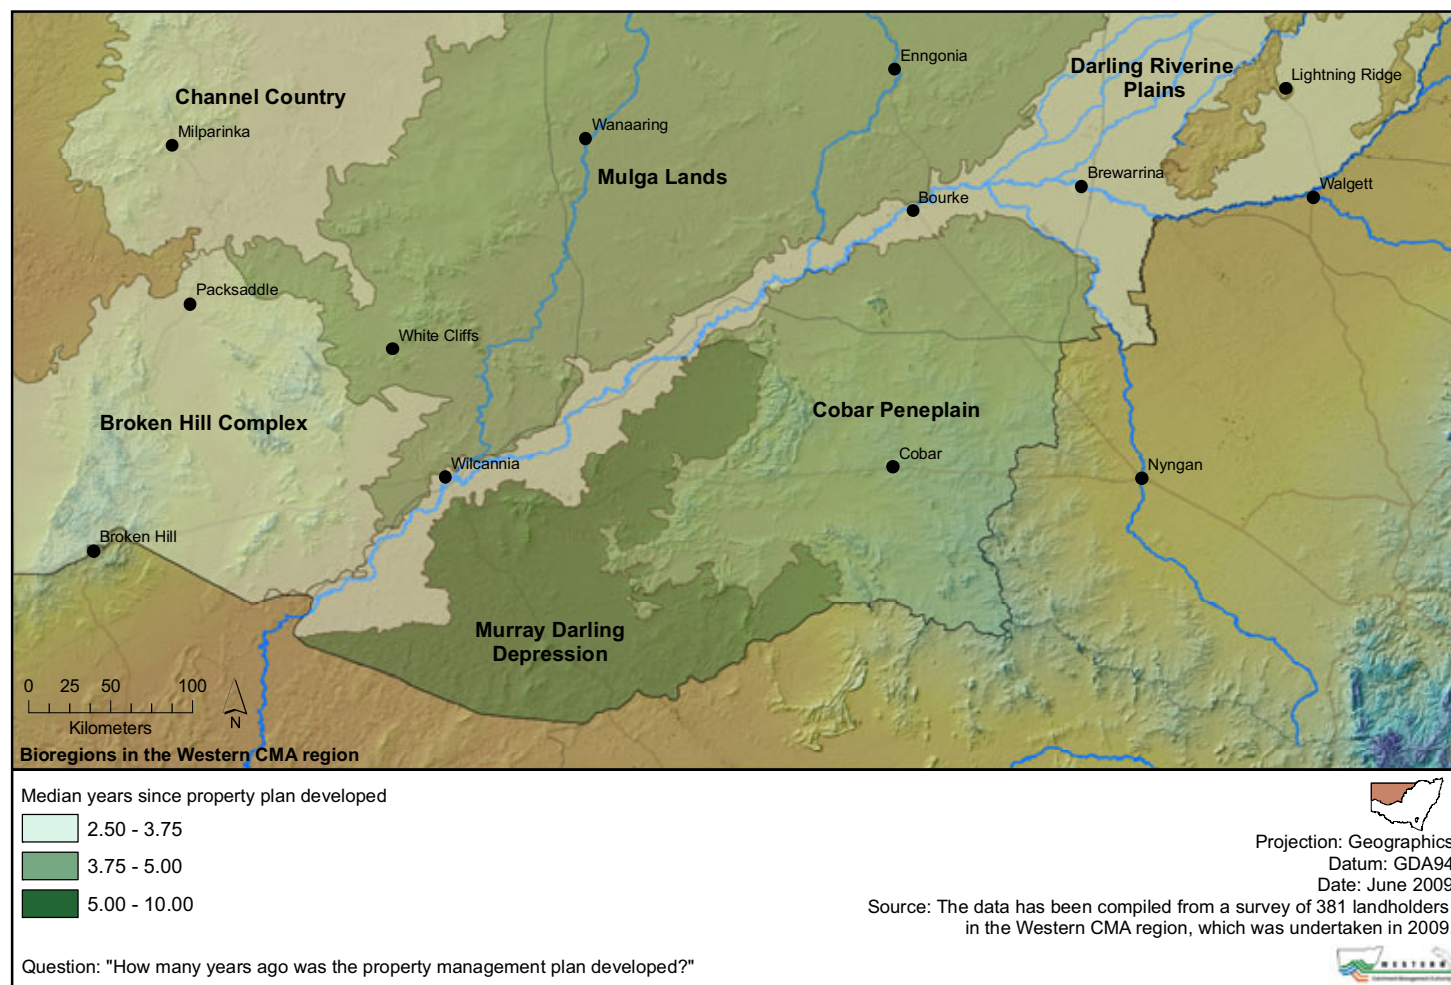 Enngonia
Darling Riverine
Plains
Lightning Ridge
Channel Country
Milparinka
Wanaaring
Mulga Lands
Brewarrina
Walgett
Bourke
Packsaddle
White Cliffs
Broken Hill Complex
Cobar Peneplain
Cobar
Wilcannia
Nyngan
Broken Hill
Murray Darling
Depression
0 25 50 100
Kilometers
N
Bioregions in the Western CMA region
Median years since property plan developed
2.50 - 3.75
3.75 - 5.00
5.00 - 10.00
Projection: Geographics
Datum: GDA94
Date: June 2009
Source: The data has been compiled from a survey of 381 landholders
in the Western CMA region, which was undertaken in 2009
Question: "How many years ago was the property management plan developed?"
WESTERN